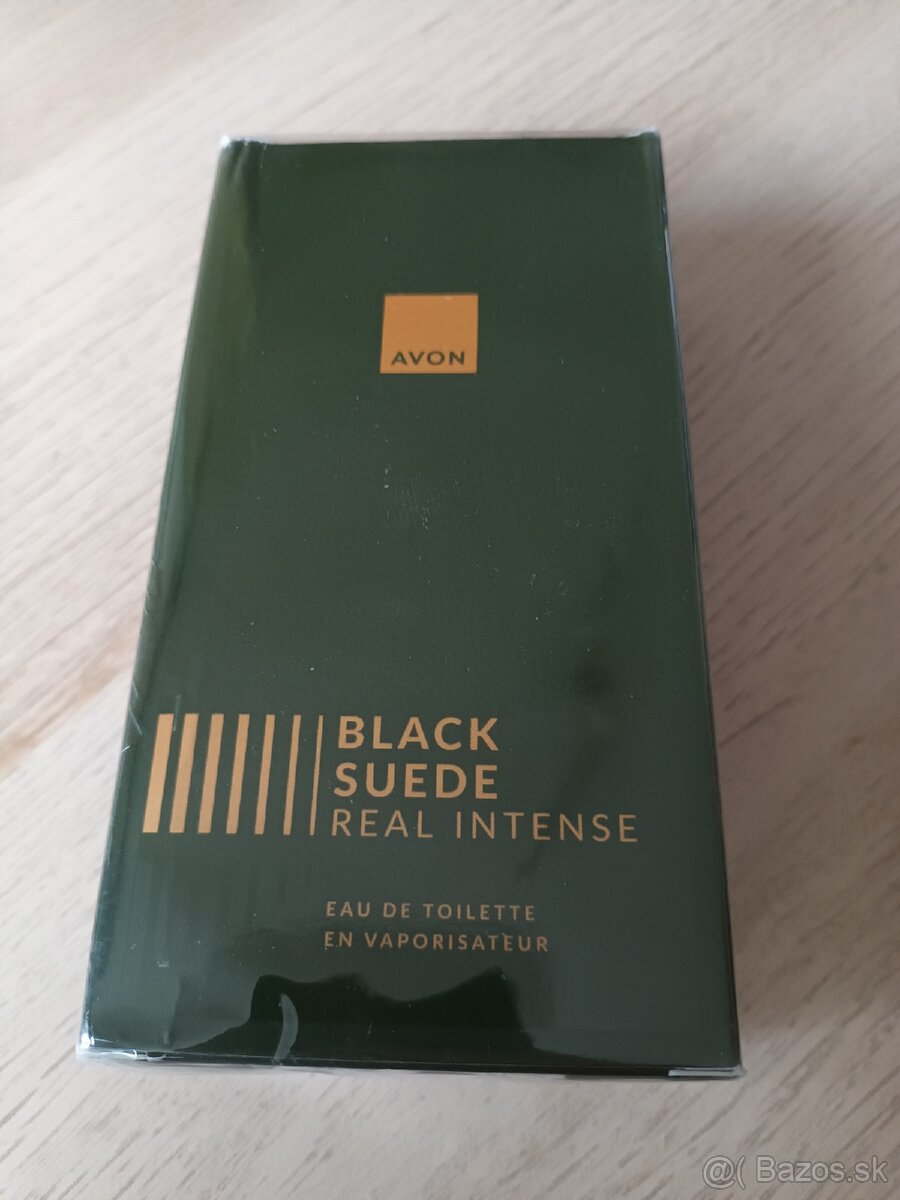 AVON
BLACK
SUEDE
REAL INTENSE
EAU DE TOILETTE
EN VAPORISATEUR
@( Bazos.sk